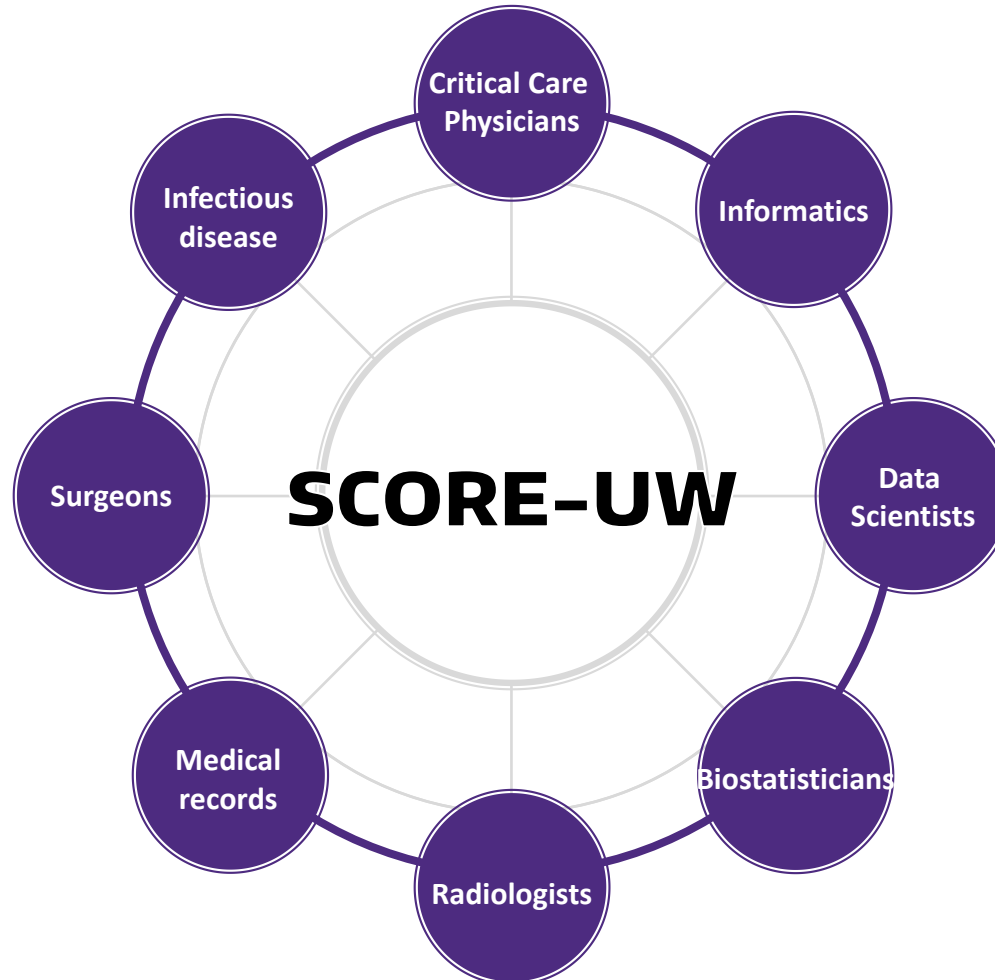 Critical Care
Physicians
Informatics
Infectious
disease
SCORE-UW
Surgeons
Data
Scientists
Medical
records
Biostatisticians
Radiologists